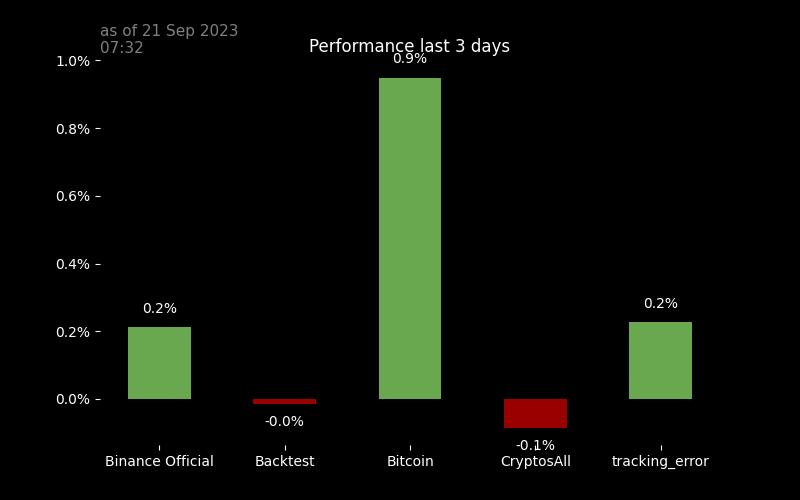 as of 21 Sep 2023
07:32
Performance last 3 days
1.0%
0.8%
0.6%
0.4%
0.2%
0.0%
0.2%
-0.0%
0.9%
-0.1%
0.2%
Binance Official
Backtest
Bitcoin
CryptosAll
tracking_error